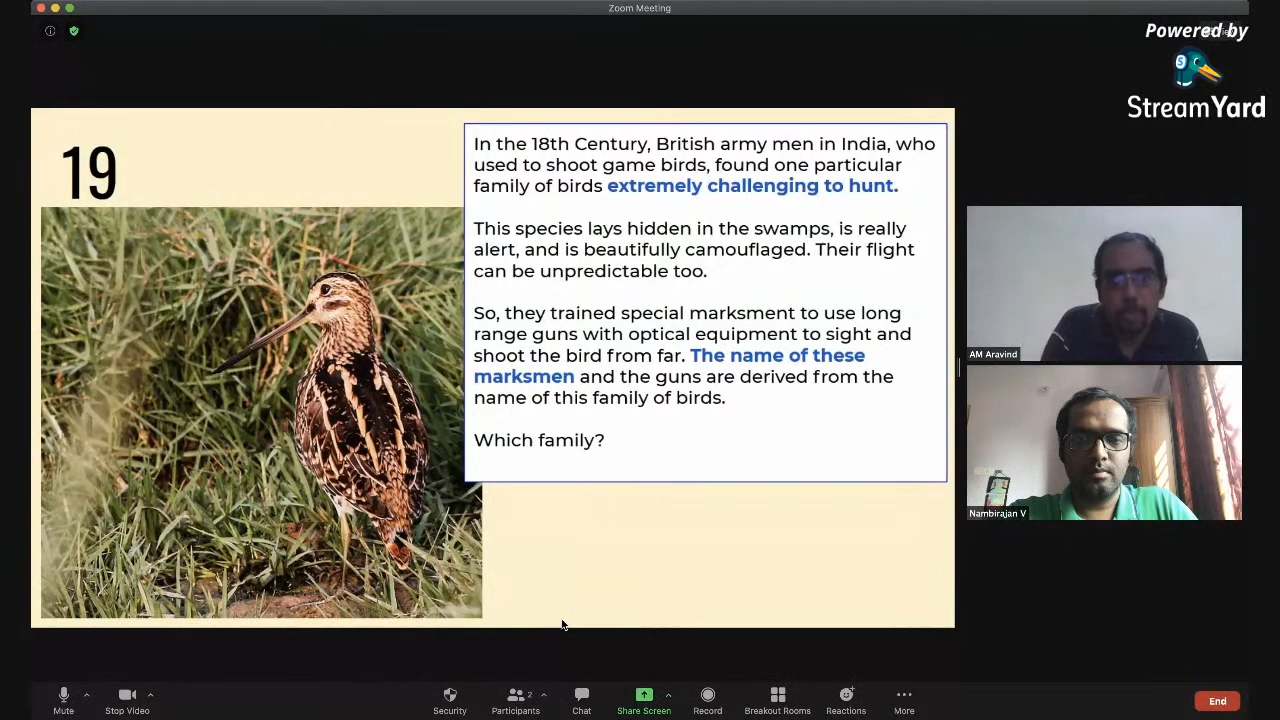 Zoom Meeting
Powered by
StreamYard
19
In the 18th Century, British army men in India, who
used to shoot game birds, found one particular
family of birds extremely challenging to hunt.
This species lays hidden in the swamps, is really
alert, and is beautifully camouflaged. Their flight
can be unpredictable too.
So, they trained special marksment to use long
range guns with optical equipment to sight and
shoot the bird from far. The name of these
marksmen and the guns are derived from the
name of this family of birds.
Which family?
AM Aravind
Nambirajan V
Mute
Stop Video
Security
Participants
2
Chat
Share Screen
Record
Breakout Rooms
Reactions
More
End